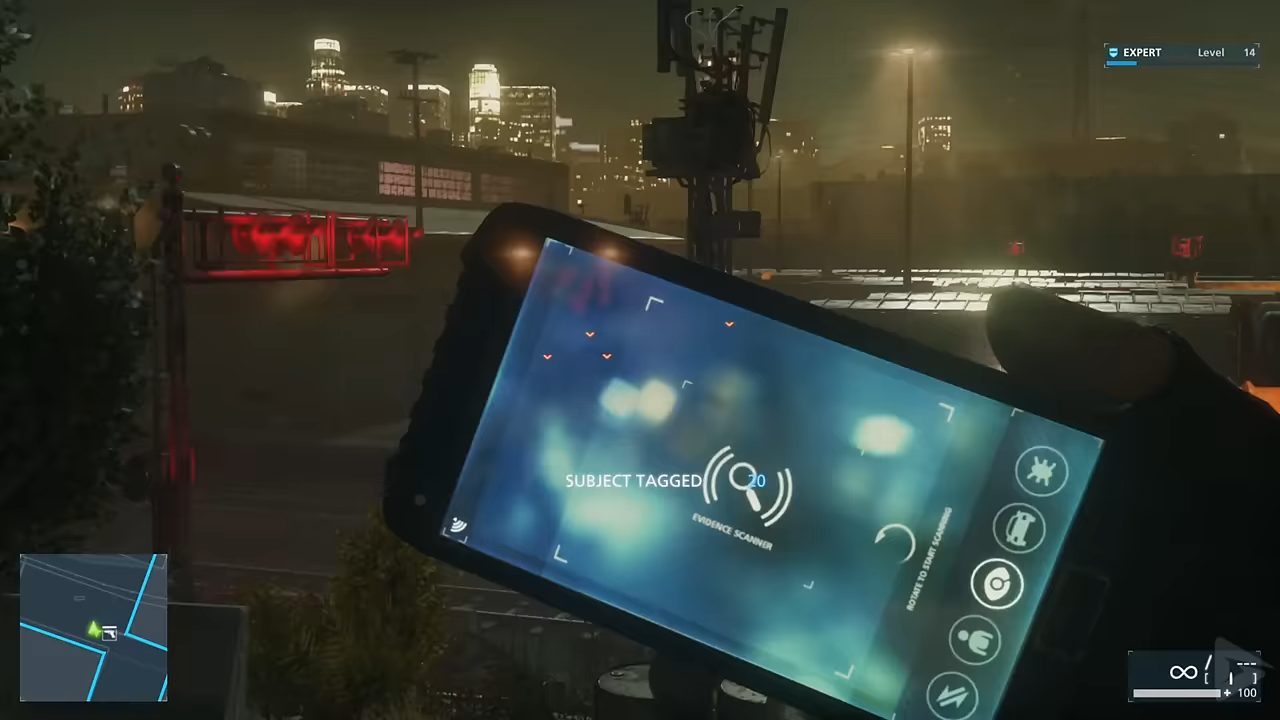 EXPERT Level 14
SUBJECT TAGGED 20
EVIDENCE SCANNER
ROTATE TO START SCANNING
∞ / ---
+ 100